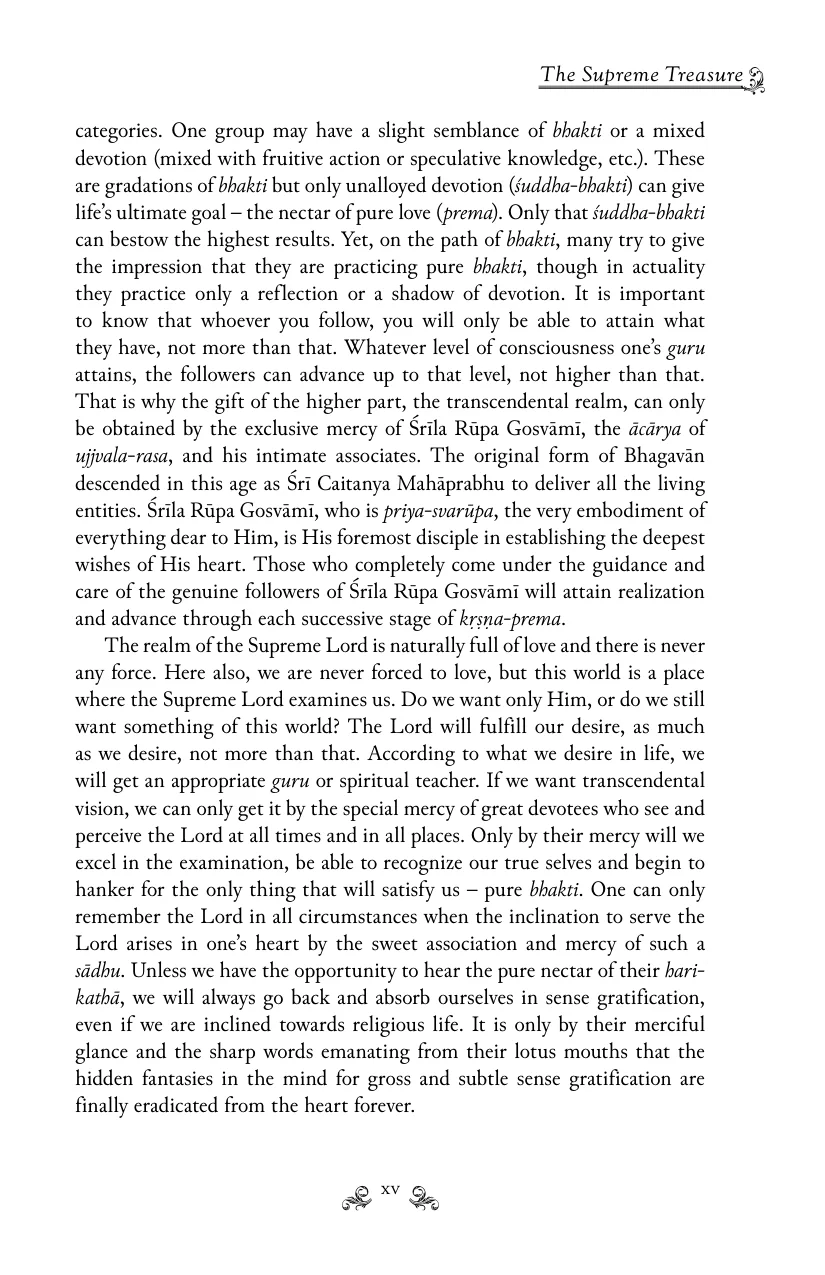 The Supreme Treasure
categories. One group may have a slight semblance of bhakti or a mixed
devotion (mixed with fruitive action or speculative knowledge, etc.). These
are gradations of bhakti but only unalloyed devotion (śuddha-bhakti) can give
life’s ultimate goal – the nectar of pure love (prema). Only that śuddha-bhakti
can bestow the highest results. Yet, on the path of bhakti, many try to give
the impression that they are practicing pure bhakti, though in actuality
they practice only a reflection or a shadow of devotion. It is important
to know that whoever you follow, you will only be able to attain what
they have, not more than that. Whatever level of consciousness one’s guru
attains, the followers can advance up to that level, not higher than that.
That is why the gift of the higher part, the transcendental realm, can only
be obtained by the exclusive mercy of Śrīla Rūpa Gosvāmī, the ācārya of
ujjvala-rasa, and his intimate associates. The original form of Bhagavān
descended in this age as Śrī Caitanya Mahāprabhu to deliver all the living
entities. Śrīla Rūpa Gosvāmī, who is priya-svarūpa, the very embodiment of
everything dear to Him, is His foremost disciple in establishing the deepest
wishes of His heart. Those who completely come under the guidance and
care of the genuine followers of Śrīla Rūpa Gosvāmī will attain realization
and advance through each successive stage of kṛṣṇa-prema.
The realm of the Supreme Lord is naturally full of love and there is never
any force. Here also, we are never forced to love, but this world is a place
where the Supreme Lord examines us. Do we want only Him, or do we still
want something of this world? The Lord will fulfill our desire, as much
as we desire, not more than that. According to what we desire in life, we
will get an appropriate guru or spiritual teacher. If we want transcendental
vision, we can only get it by the special mercy of great devotees who see and
perceive the Lord at all times and in all places. Only by their mercy will we
excel in the examination, be able to recognize our true selves and begin to
hanker for the only thing that will satisfy us – pure bhakti. One can only
remember the Lord in all circumstances when the inclination to serve the
Lord arises in one’s heart by the sweet association and mercy of such a
sādhu. Unless we have the opportunity to hear the pure nectar of their hari-
kathā, we will always go back and absorb ourselves in sense gratification,
even if we are inclined towards religious life. It is only by their merciful
glance and the sharp words emanating from their lotus mouths that the
hidden fantasies in the mind for gross and subtle sense gratification are
finally eradicated from the heart forever.
xv